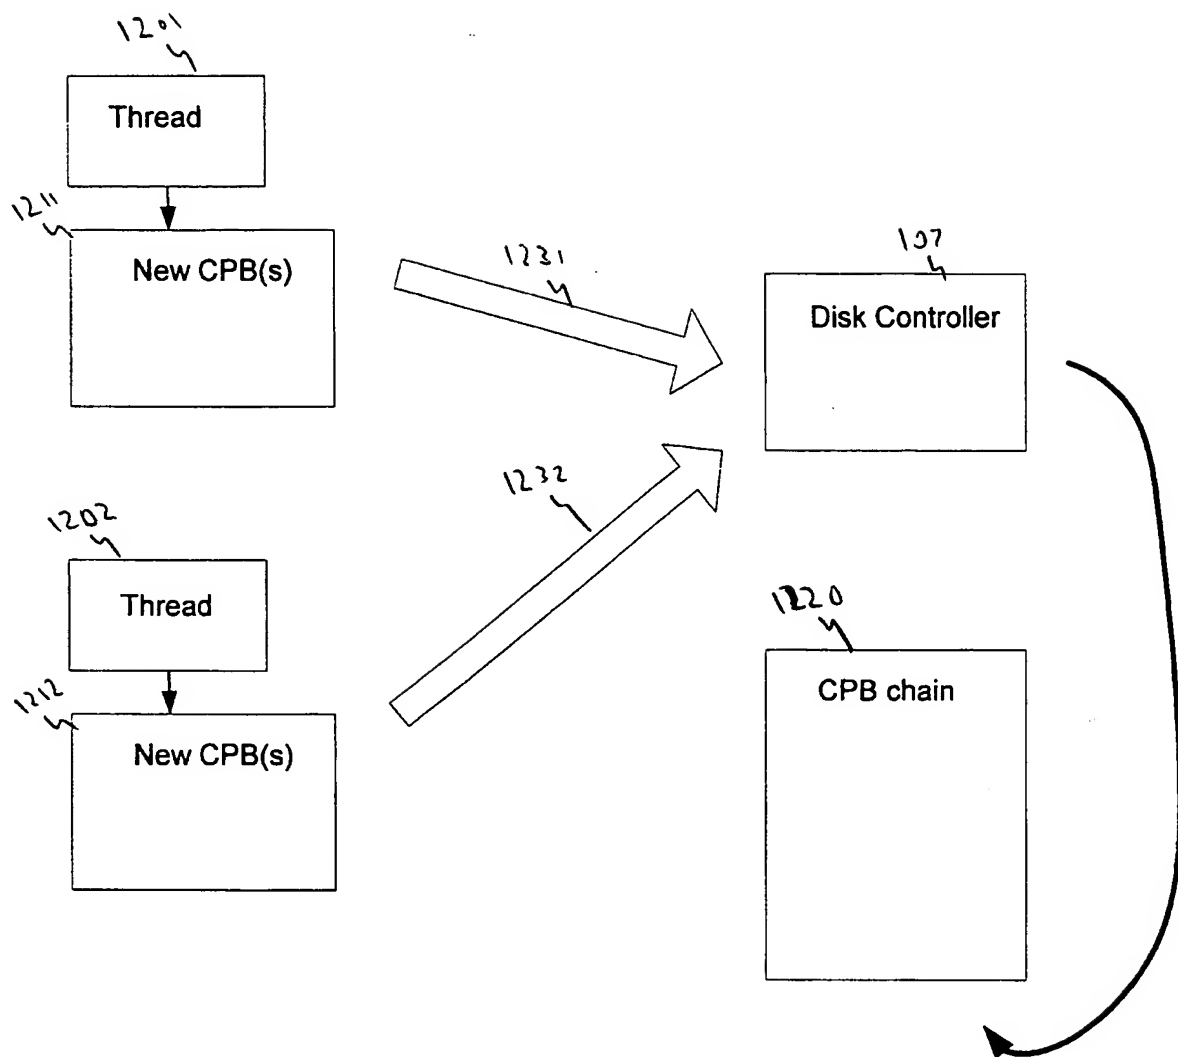 1201
Thread
1211
New CPB(s)
1231
107
Disk Controller
1232
1202
Thread
1212
New CPB(s)
1220
CPB chain